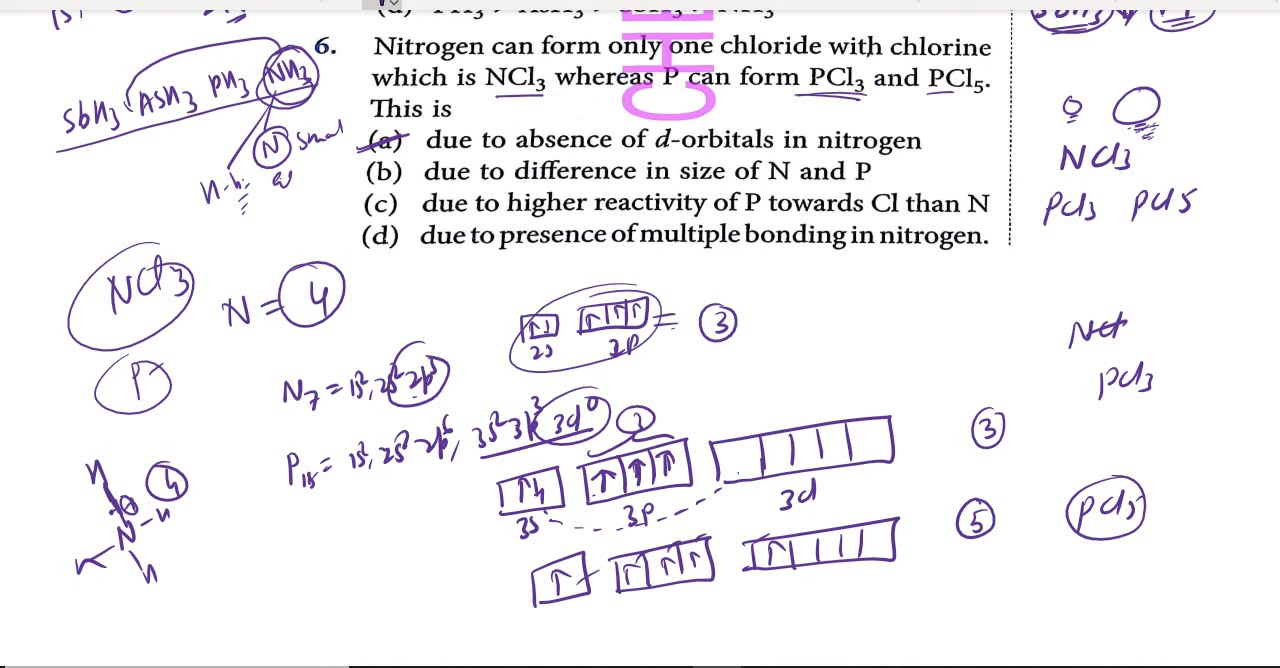 6. Nitrogen can form only one chloride with chlorine
which is NCl₃ whereas P can form PCl₃ and PCl₅.
This is
(a) due to absence of d-orbitals in nitrogen
(b) due to difference in size of N and P
(c) due to higher reactivity of P towards Cl than N
(d) due to presence of multiple bonding in nitrogen.
SbH₃ AsH₃ PH₃ NH₃
N small
NCl₃
PCl₃ PCl₅
NCl₃ N = 4
P
2s 2p = 3
N₇ = 1s², 2s² 2p³
P₁₅ = 1s², 2s² 2p⁶, 3s² 3p³ 3d⁰
PCl₃
3
3s 3p 3d
4
5 PCl₅